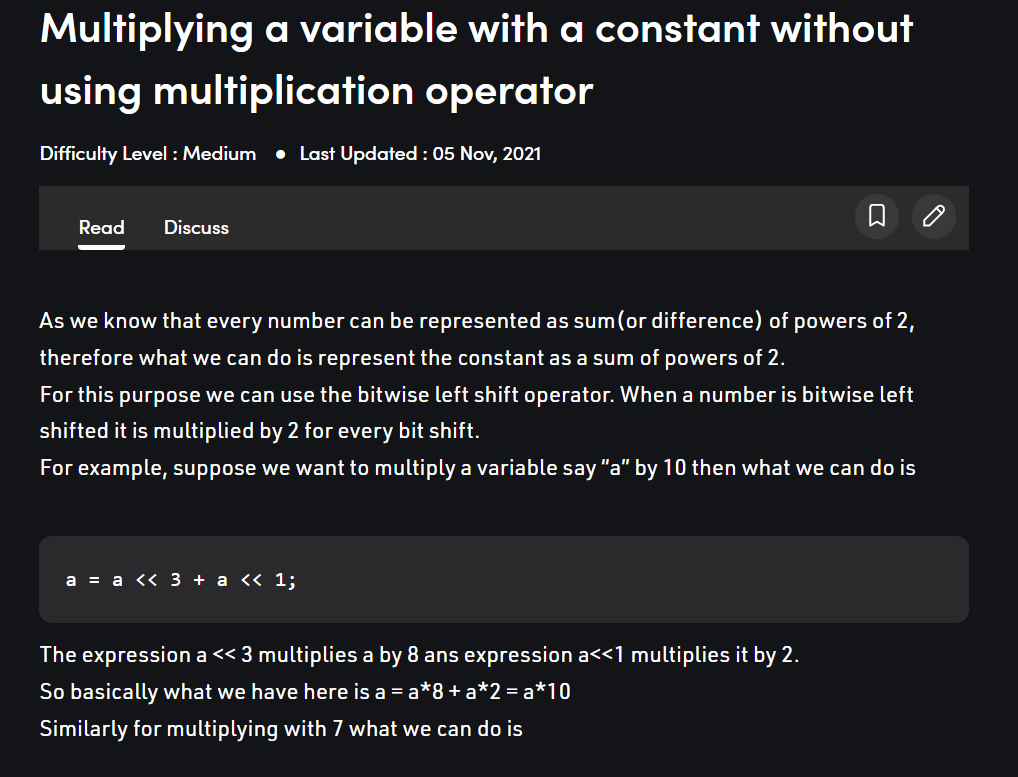 Multiplying a variable with a constant without
using multiplication operator
Difficulty Level : Medium ● Last Updated : 05 Nov, 2021
Read Discuss
As we know that every number can be represented as sum(or difference) of powers of 2,
therefore what we can do is represent the constant as a sum of powers of 2.
For this purpose we can use the bitwise left shift operator. When a number is bitwise left
shifted it is multiplied by 2 for every bit shift.
For example, suppose we want to multiply a variable say "a" by 10 then what we can do is
a = a << 3 + a << 1;
The expression a << 3 multiplies a by 8 ans expression a<<1 multiplies it by 2.
So basically what we have here is a = a*8 + a*2 = a*10
Similarly for multiplying with 7 what we can do is